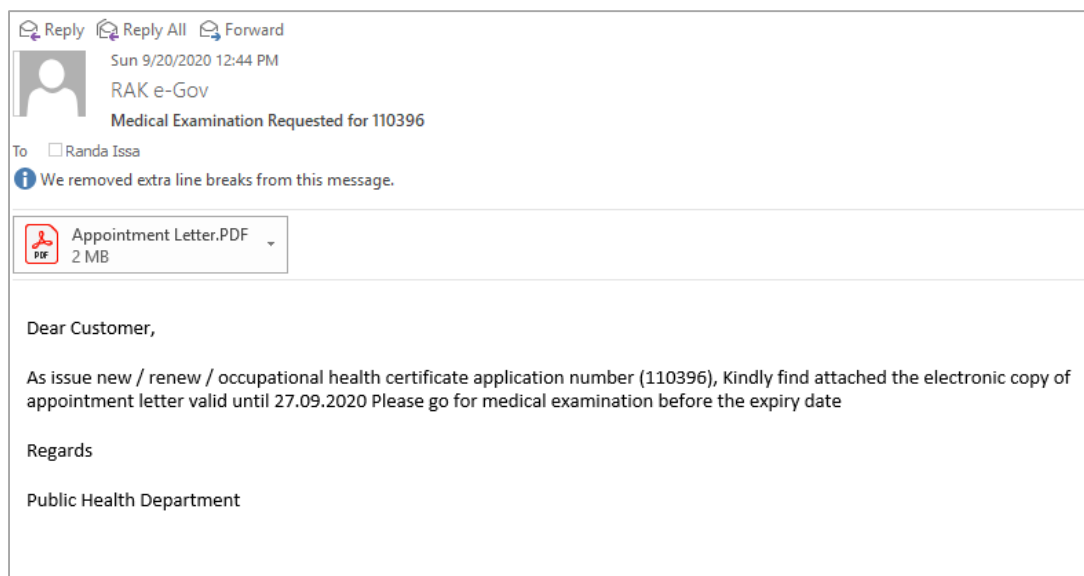 Reply Reply All Forward
Sun 9/20/2020 12:44 PM
RAK e-Gov
Medical Examination Requested for 110396
To Randa Issa
We removed extra line breaks from this message.
Appointment Letter.PDF
PDF
2 MB
Dear Customer,
As issue new / renew / occupational health certificate application number (110396), Kindly find attached the electronic copy of
appointment letter valid until 27.09.2020 Please go for medical examination before the expiry date
Regards
Public Health Department